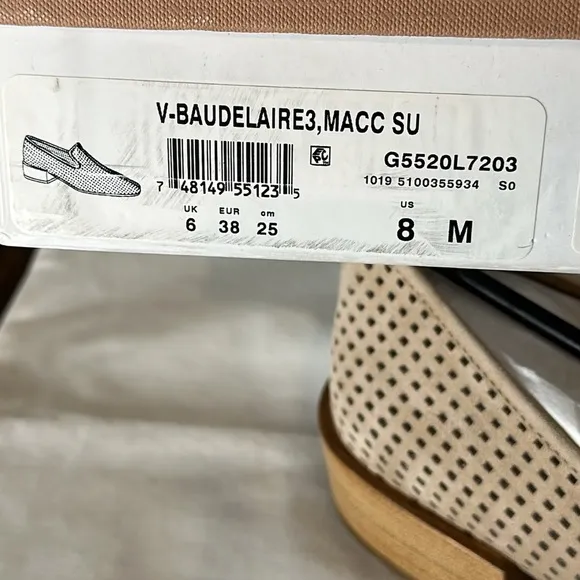 V-BAUDELAIRE3,MACC SU
G5520L7203
1019 5100355934 S0
7 48149 55123 5
UK EUR cm
6 38 25
US
8 M